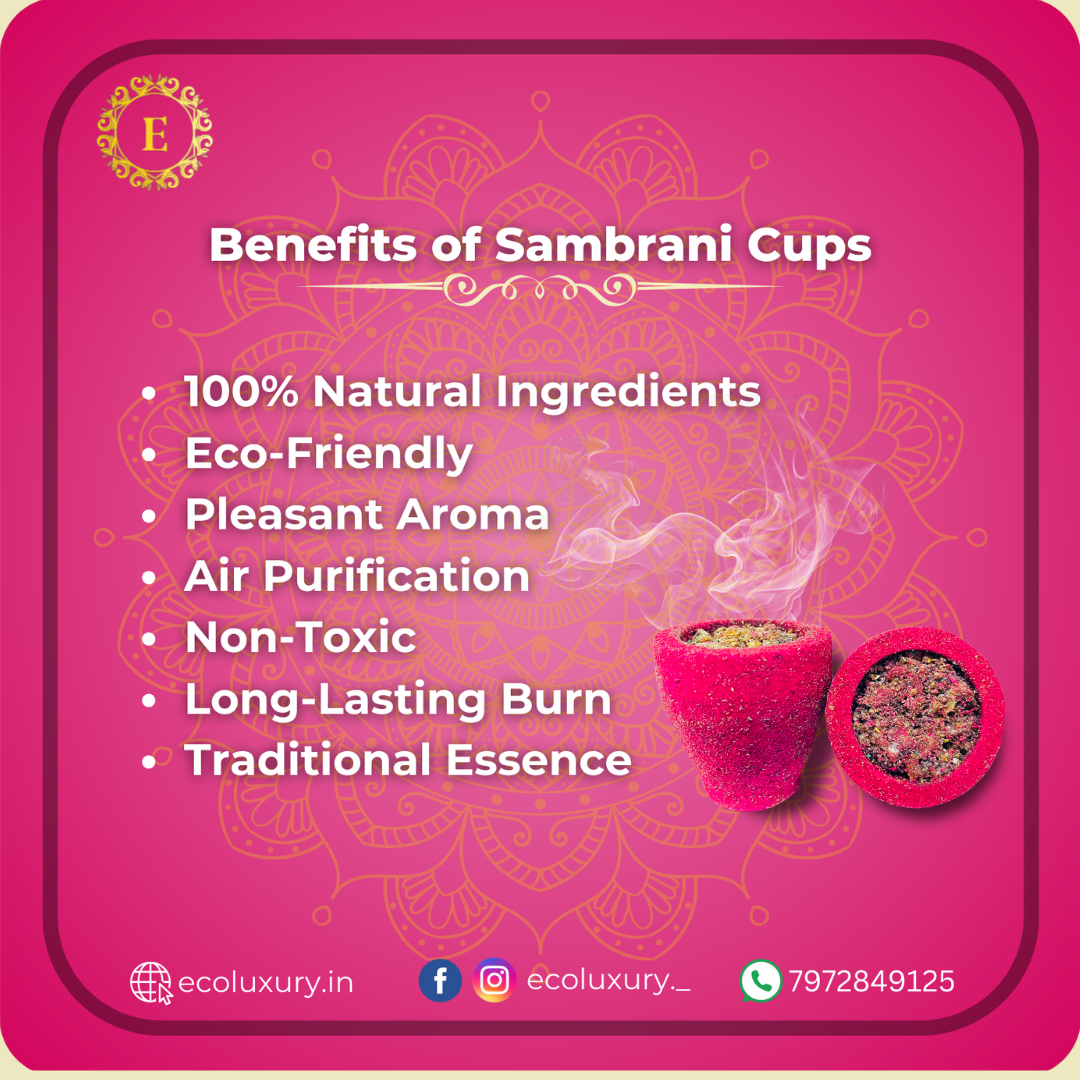 E
Benefits of Sambrani Cups
• 100% Natural Ingredients
• Eco-Friendly
• Pleasant Aroma
• Air Purification
• Non-Toxic
• Long-Lasting Burn
• Traditional Essence
ecoluxury.in ecoluxury._ 7972849125